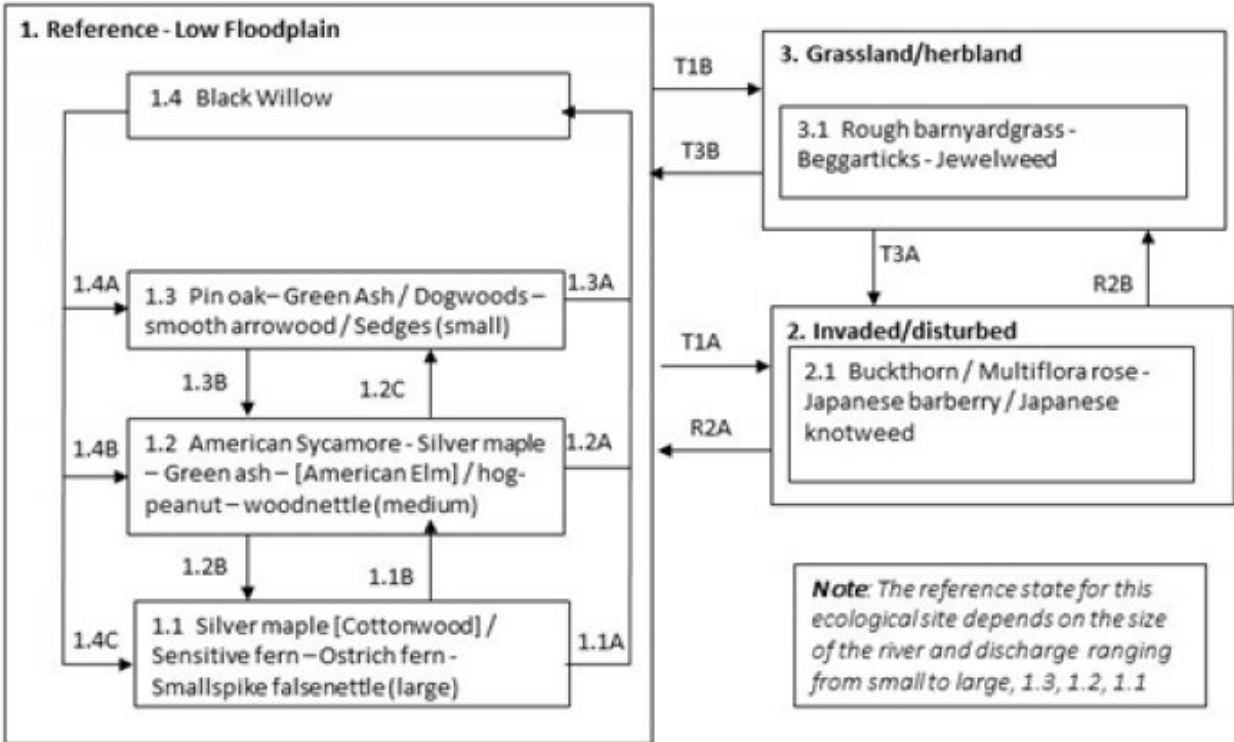 1. Reference - Low Floodplain
1.4 Black Willow
1.4A
1.3 Pin oak– Green Ash / Dogwoods –
smooth arrowood / Sedges (small)
1.3A
1.3B
1.2C
1.4B
1.2 American Sycamore - Silver maple
– Green ash – [American Elm] / hog-
peanut – woodnettle (medium)
1.2A
1.2B
1.1B
1.4C
1.1 Silver maple [Cottonwood] /
Sensitive fern – Ostrich fern -
Smallspike falsenettle (large)
1.1A
T1B
T3B
3. Grassland/herbland
3.1 Rough barnyardgrass -
Beggarticks - Jewelweed
T3A
R2B
T1A
R2A
2. Invaded/disturbed
2.1 Buckthorn / Multiflora rose -
Japanese barberry / Japanese
knotweed
Note: The reference state for this
ecological site depends on the size
of the river and discharge ranging
from small to large, 1.3, 1.2, 1.1